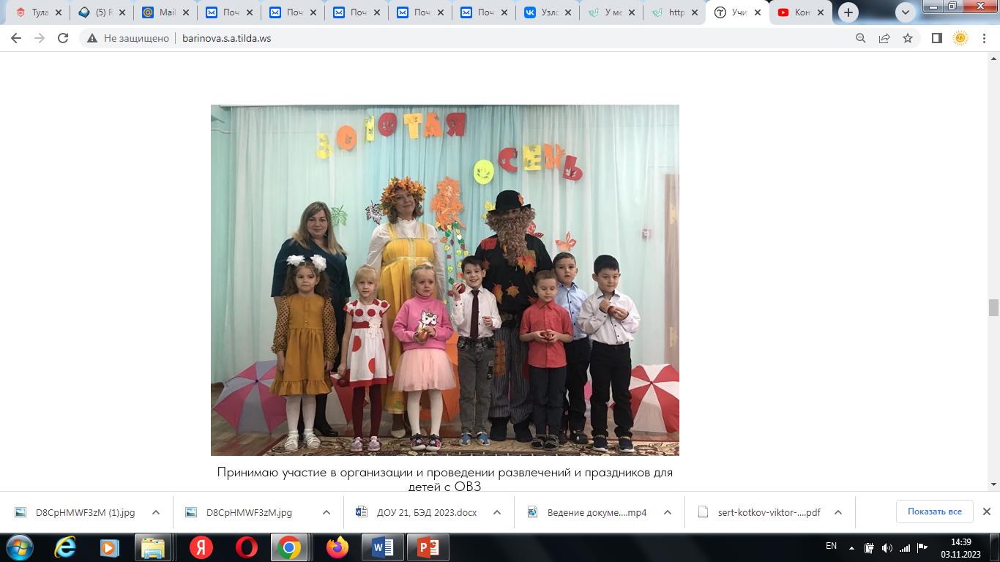 Тула
(5) R
Mail
Поч
Поч
Поч
Поч
Поч
Узло
У ме
http
Учи
Кон
Не защищено
barinova.s.a.tilda.ws
ЗОЛОТАЯ
ОСЕНЬ
Принимаю участие в организации и проведении развлечений и праздников для
детей с ОВЗ
D8CpHMWF3zM (1).jpg
D8CpHMWF3zM.jpg
ДОУ 21, БЭД 2023.docx
Ведение докуме....mp4
sert-kotkov-viktor-....pdf
Показать все
EN
14:39
03.11.2023